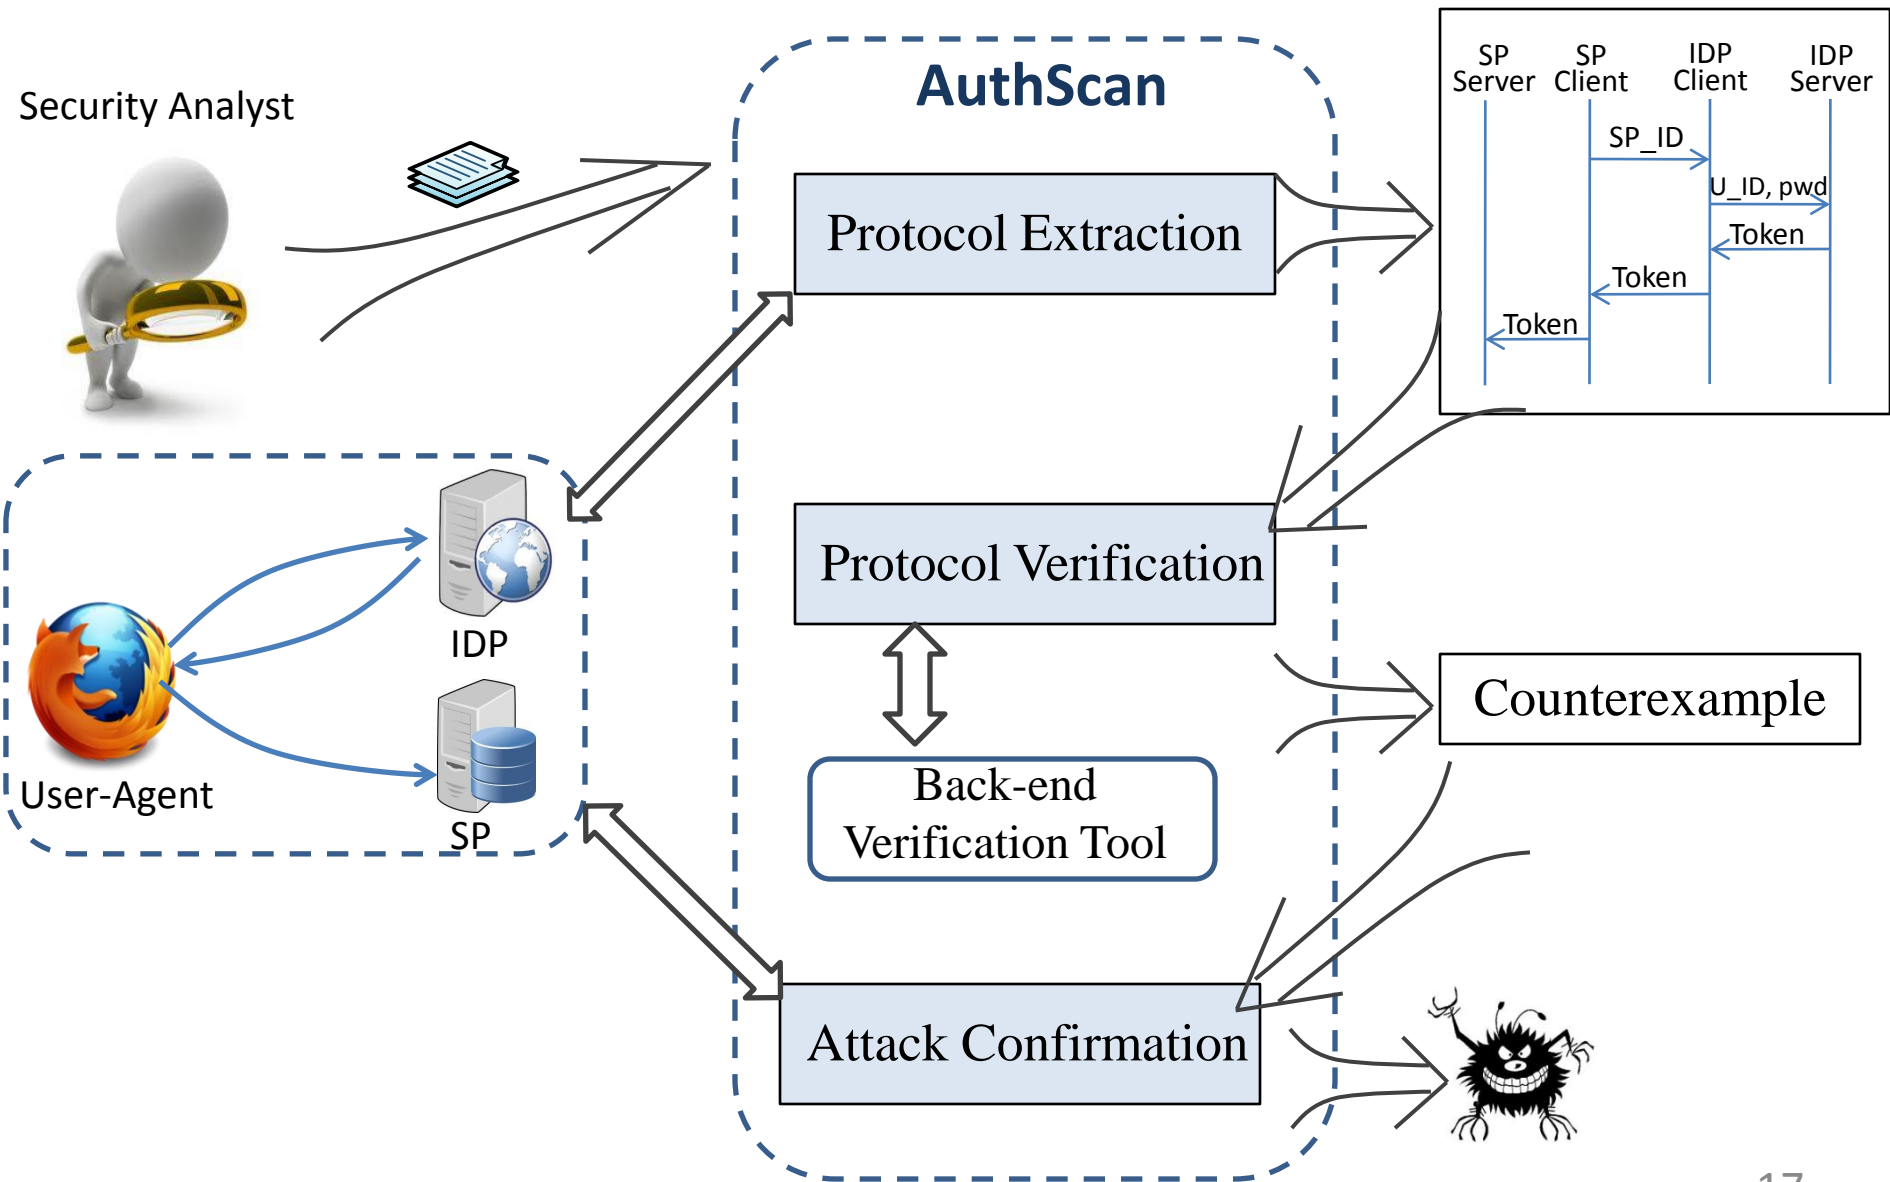 AuthScan
Security Analyst
SP
Server
SP
Client
IDP
Client
IDP
Server
SP_ID
U_ID, pwd
Token
Token
Token
Protocol Extraction
Protocol Verification
IDP
User-Agent
SP
Counterexample
Back-end
Verification Tool
Attack Confirmation
17